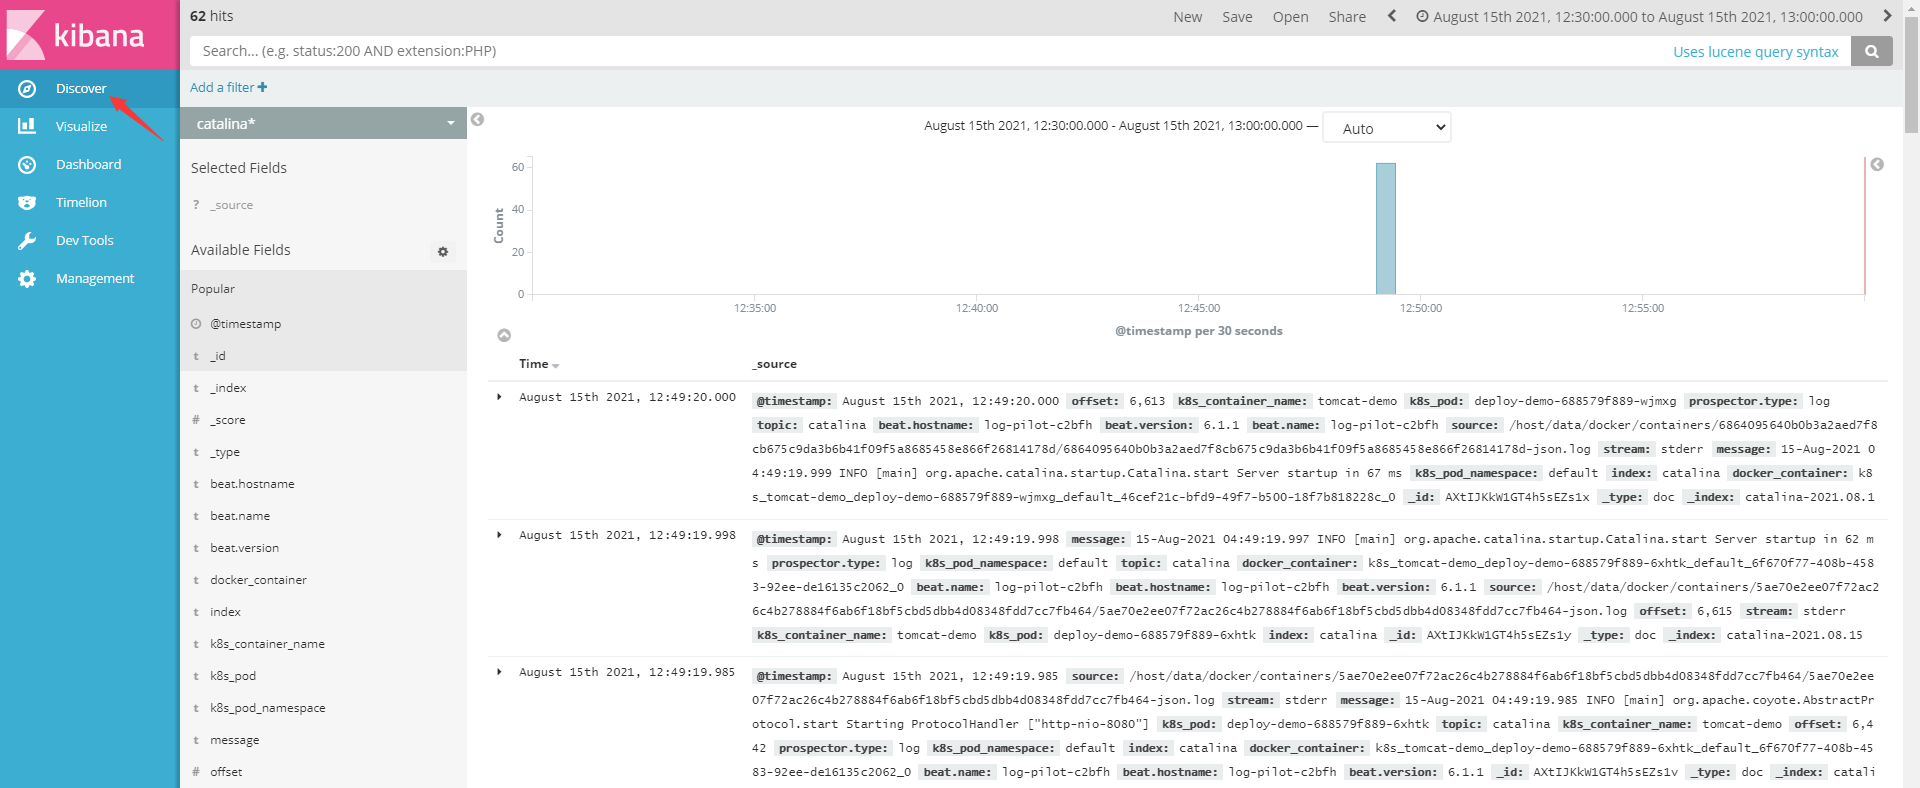 kibana
Discover
Visualize
Dashboard
Timelion
Dev Tools
Management
62 hits
New Save Open Share August 15th 2021, 12:30:00.000 to August 15th 2021, 13:00:00.000
Search... (e.g. status:200 AND extension:PHP) Uses lucene query syntax
Add a filter
catalina*
Selected Fields
? _source
Available Fields
Popular
@timestamp
t _id
t _index
# _score
t _type
t beat.hostname
t beat.name
t beat.version
t docker_container
t index
t k8s_container_name
t k8s_pod
t k8s_pod_namespace
t message
# offset
August 15th 2021, 12:30:00.000 - August 15th 2021, 13:00:00.000 — Auto
Count
60
40
20
0
12:35:00 12:40:00 12:45:00 12:50:00 12:55:00
@timestamp per 30 seconds
Time _source
August 15th 2021, 12:49:20.000 @timestamp: August 15th 2021, 12:49:20.000 offset: 6,613 k8s_container_name: tomcat-demo k8s_pod: deploy-demo-688579f889-wjmxg prospector.type: log
topic: catalina beat.hostname: log-pilot-c2bfh beat.version: 6.1.1 beat.name: log-pilot-c2bfh source: /host/data/docker/containers/6864095640b0b3a2aed7f8
cb675c9da3b6b41f09f5a8685458e866f26814178d/6864095640b0b3a2aed7f8cb675c9da3b6b41f09f5a8685458e866f26814178d-json.log stream: stderr message: 15-Aug-2021 0
4:49:19.999 INFO [main] org.apache.catalina.startup.Catalina.start Server startup in 67 ms k8s_pod_namespace: default index: catalina docker_container: k8
s_tomcat-demo_deploy-demo-688579f889-wjmxg_default_46cef21c-bfd9-49f7-b500-18f7b818228c_0 _id: AXtIJKkW1GT4h5sEZs1x _type: doc _index: catalina-2021.08.1
August 15th 2021, 12:49:19.998 @timestamp: August 15th 2021, 12:49:19.998 message: 15-Aug-2021 04:49:19.997 INFO [main] org.apache.catalina.startup.Catalina.start Server startup in 62 m
s prospector.type: log k8s_pod_namespace: default topic: catalina docker_container: k8s_tomcat-demo_deploy-demo-688579f889-6xhtk_default_6f670f77-408b-458
3-92ee-de16135c2062_0 beat.name: log-pilot-c2bfh beat.hostname: log-pilot-c2bfh beat.version: 6.1.1 source: /host/data/docker/containers/5ae70e2ee07f72ac2
6c4b278884f6ab6f18bf5cbd5dbb4d08348fdd7cc7fb464/5ae70e2ee07f72ac26c4b278884f6ab6f18bf5cbd5dbb4d08348fdd7cc7fb464-json.log offset: 6,615 stream: stderr
k8s_container_name: tomcat-demo k8s_pod: deploy-demo-688579f889-6xhtk index: catalina _id: AXtIJKkW1GT4h5sEZs1y _type: doc _index: catalina-2021.08.15
August 15th 2021, 12:49:19.985 @timestamp: August 15th 2021, 12:49:19.985 source: /host/data/docker/containers/5ae70e2ee07f72ac26c4b278884f6ab6f18bf5cbd5dbb4d08348fdd7cc7fb464/5ae70e2ee
07f72ac26c4b278884f6ab6f18bf5cbd5dbb4d08348fdd7cc7fb464-json.log stream: stderr message: 15-Aug-2021 04:49:19.985 INFO [main] org.apache.coyote.AbstractPr
otocol.start Starting ProtocolHandler ["http-nio-8080"] k8s_pod: deploy-demo-688579f889-6xhtk topic: catalina k8s_container_name: tomcat-demo offset: 6,4
42 prospector.type: log k8s_pod_namespace: default index: catalina docker_container: k8s_tomcat-demo_deploy-demo-688579f889-6xhtk_default_6f670f77-408b-45
83-92ee-de16135c2062_0 beat.name: log-pilot-c2bfh beat.hostname: log-pilot-c2bfh beat.version: 6.1.1 _id: AXtIJKkW1GT4h5sEZs1v _type: doc _index: catali